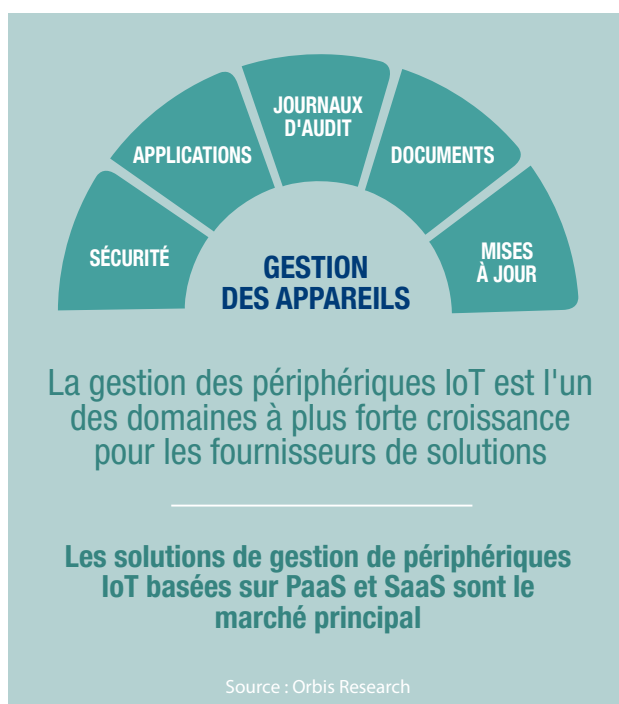 SÉCURITÉ
APPLICATIONS
JOURNAUX
D'AUDIT
DOCUMENTS
MISES
À JOUR
GESTION
DES APPAREILS
La gestion des périphériques IoT est l'un
des domaines à plus forte croissance
pour les fournisseurs de solutions
Les solutions de gestion de périphériques
IoT basées sur PaaS et SaaS sont le
marché principal
Source : Orbis Research